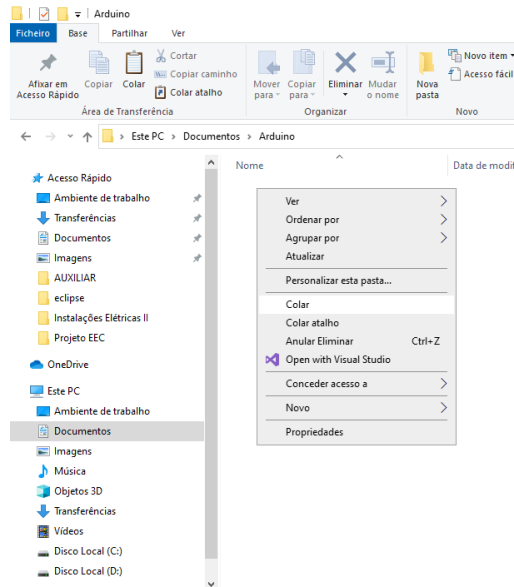 Arduino
Ficheiro Base Partilhar Ver
Afixar em Acesso Rápido
Copiar
Colar
Cortar
Copiar caminho
Colar atalho
Área de Transferência
Mover para
Copiar para
Eliminar
Mudar o nome
Organizar
Nova pasta
Novo item
Acesso fácil
Novo
Este PC > Documentos > Arduino
Nome Data de modif
Acesso Rápido
Ambiente de trabalho
Transferências
Documentos
Imagens
AUXILIAR
eclipse
Instalações Elétricas II
Projeto EEC
OneDrive
Este PC
Ambiente de trabalho
Documentos
Imagens
Música
Objetos 3D
Transferências
Vídeos
Disco Local (C:)
Disco Local (D:)
Ver
Ordenar por
Agrupar por
Atualizar
Personalizar esta pasta...
Colar
Colar atalho
Anular Eliminar Ctrl+Z
Open with Visual Studio
Conceder acesso a
Novo
Propriedades